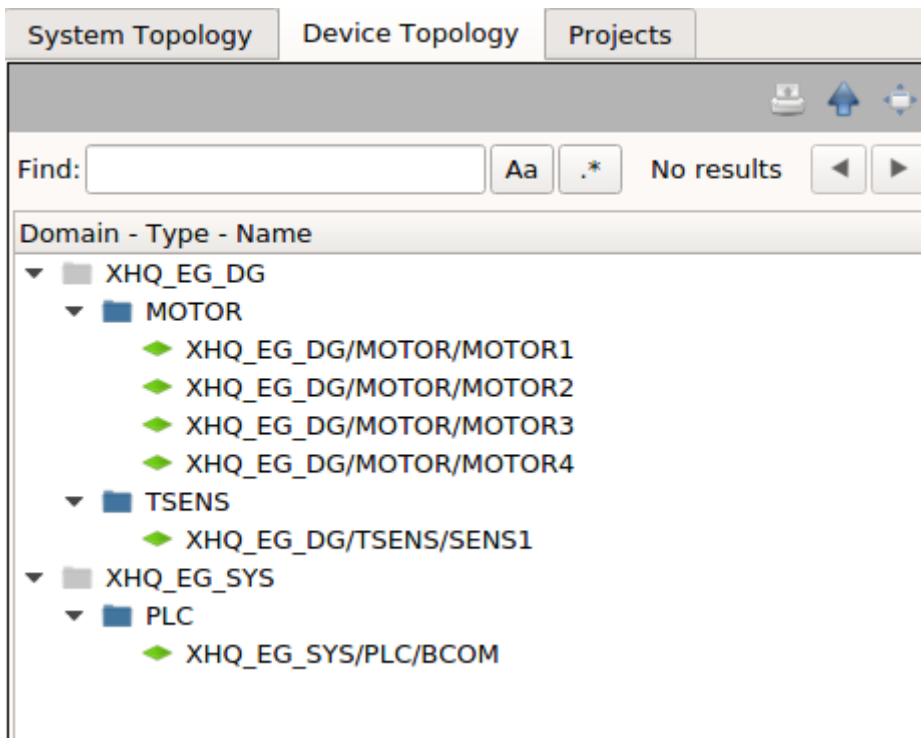 System Topology Device Topology Projects
Find: Aa .* No results
Domain - Type - Name
XHQ_EG_DG
MOTOR
XHQ_EG_DG/MOTOR/MOTOR1
XHQ_EG_DG/MOTOR/MOTOR2
XHQ_EG_DG/MOTOR/MOTOR3
XHQ_EG_DG/MOTOR/MOTOR4
TSENS
XHQ_EG_DG/TSENS/SENS1
XHQ_EG_SYS
PLC
XHQ_EG_SYS/PLC/BCOM